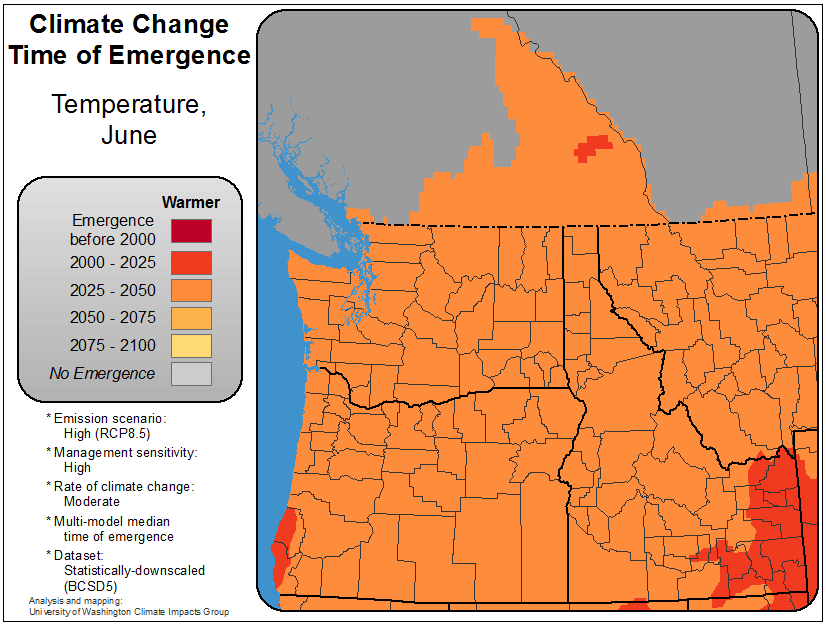 Climate Change
Time of Emergence
Temperature,
June
Warmer
Emergence
before 2000
2000 - 2025
2025 - 2050
2050 - 2075
2075 - 2100
No Emergence
* Emission scenario:
High (RCP8.5)
* Management sensitivity:
High
* Rate of climate change:
Moderate
* Multi-model median
time of emergence
* Dataset:
Statistically-downscaled
(BCSD5)
Analysis and mapping:
University of Washington Climate Impacts Group